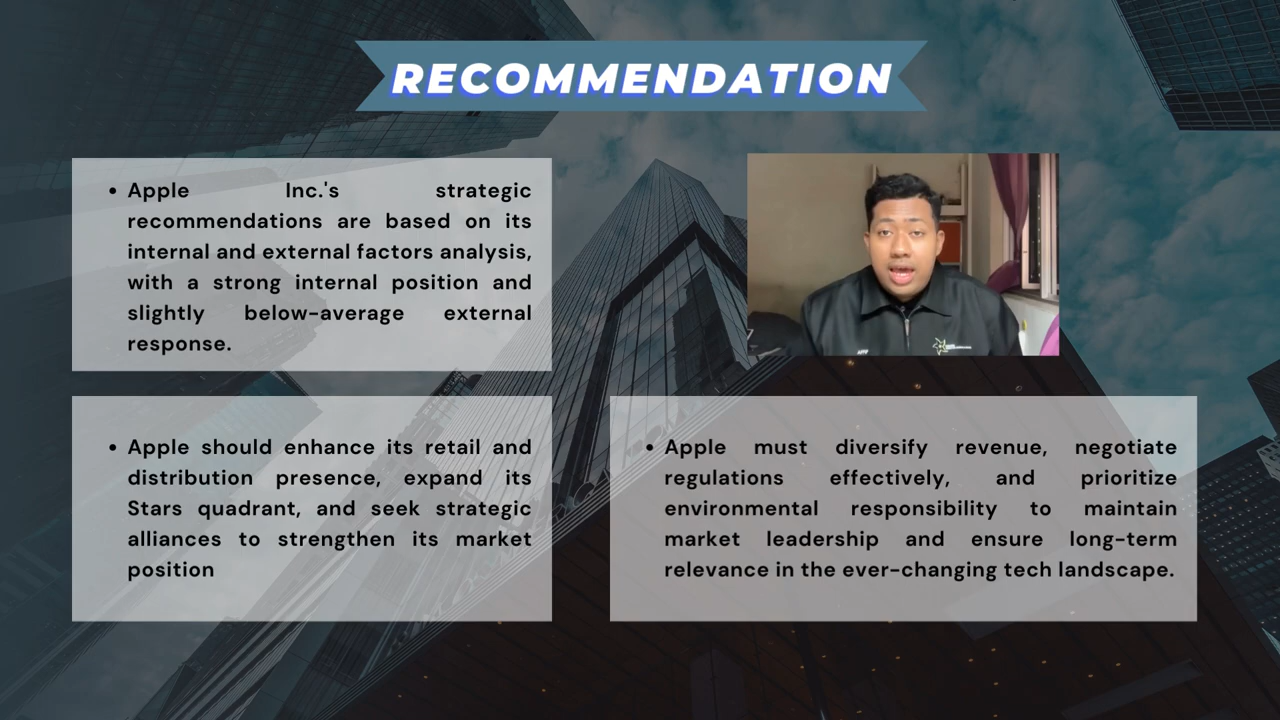 RECOMMENDATION
• Apple Inc.'s strategic
recommendations are based on its
internal and external factors analysis,
with a strong internal position and
slightly below-average external
response.
• Apple should enhance its retail and
distribution presence, expand its
Stars quadrant, and seek strategic
alliances to strengthen its market
position
• Apple must diversify revenue, negotiate
regulations effectively, and prioritize
environmental responsibility to maintain
market leadership and ensure long-term
relevance in the ever-changing tech landscape.